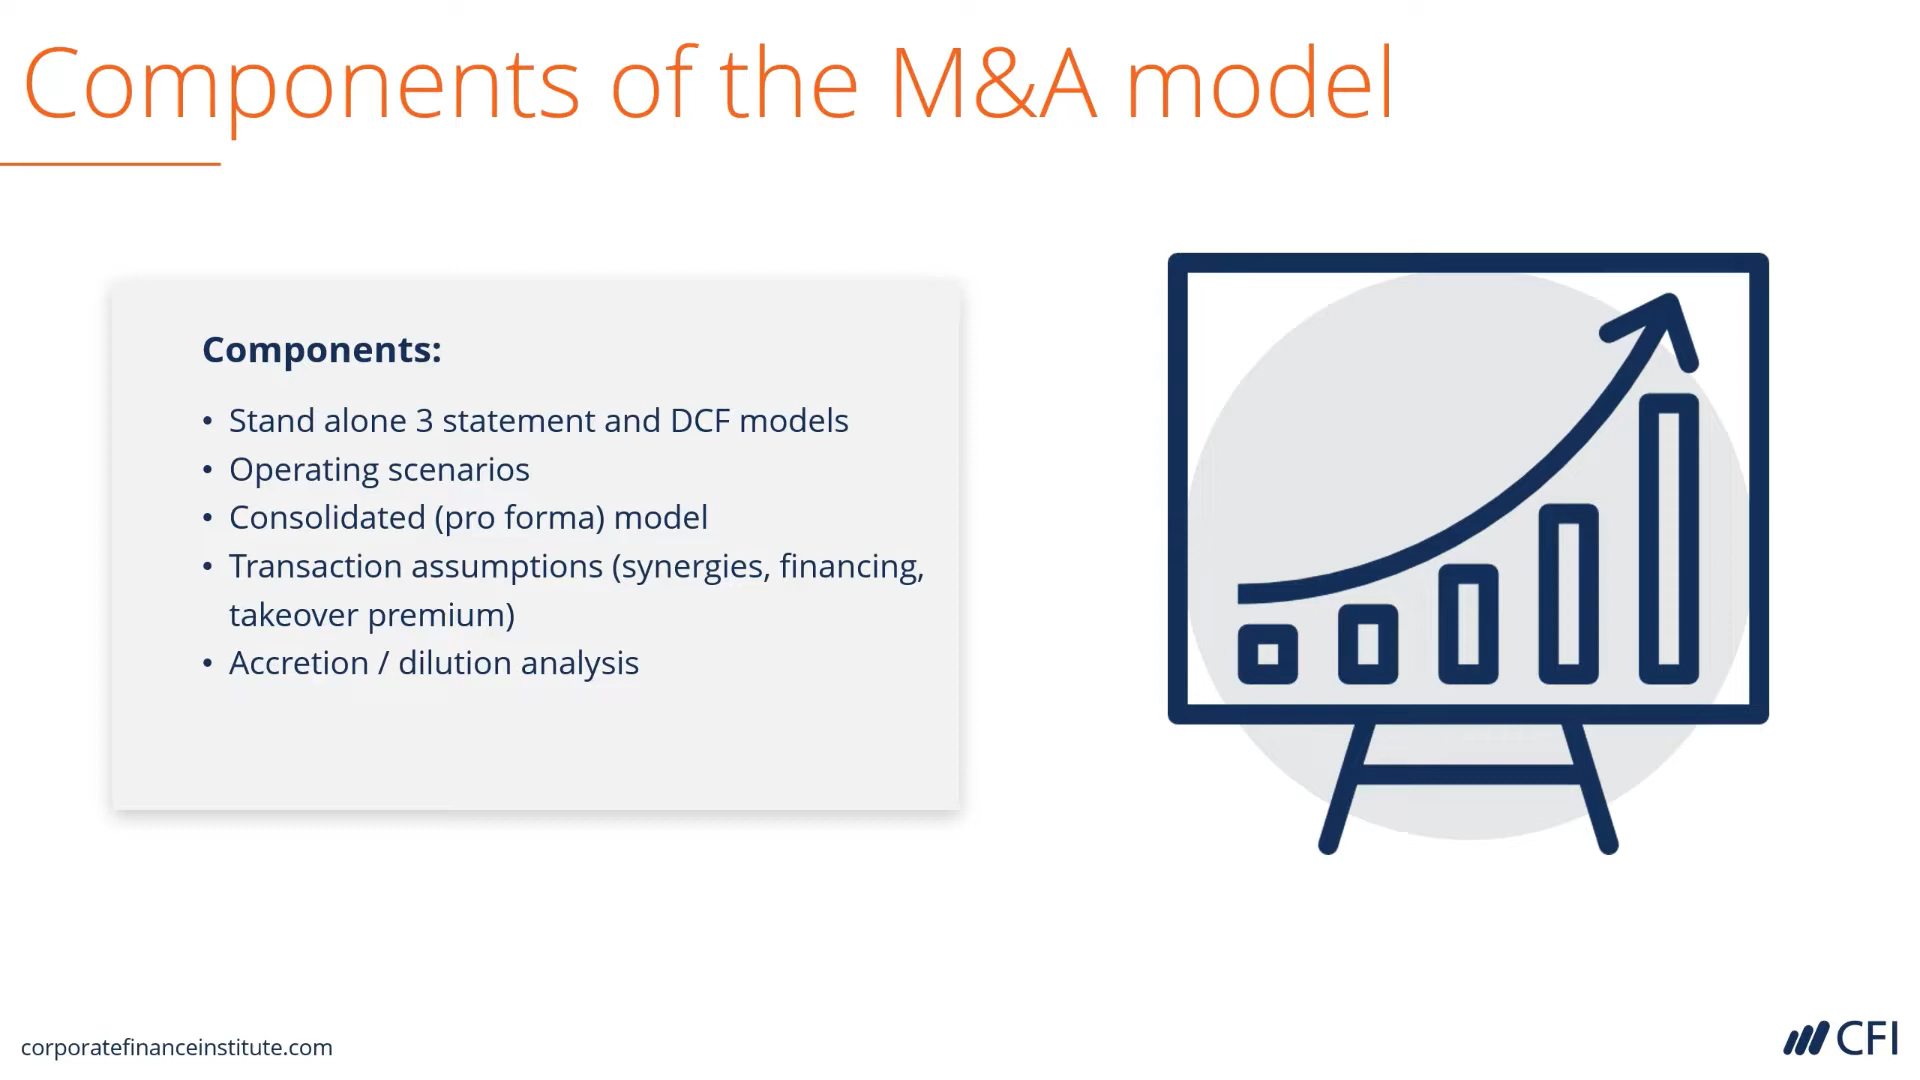 Components of the M&A model
Components:
• Stand alone 3 statement and DCF models
• Operating scenarios
• Consolidated (pro forma) model
• Transaction assumptions (synergies, financing,
takeover premium)
• Accretion / dilution analysis
corporatefinanceinstitute.com
CFI